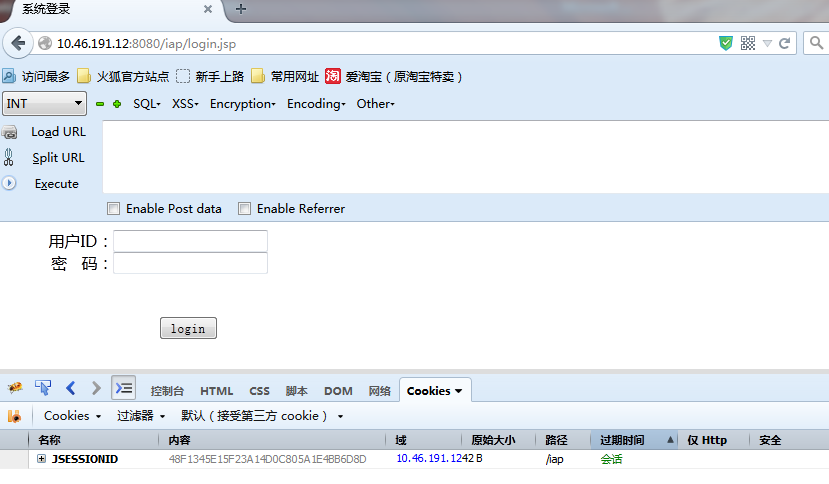 系统登录
10.46.191.12:8080/iap/login.jsp
访问最多 火狐官方站点 新手上路 常用网址 淘 爱淘宝（原淘宝特卖）
INT SQL XSS Encryption Encoding Other
Load URL
Split URL
Execute
Enable Post data Enable Referrer
用户ID：
密 码：
login
控制台 HTML CSS 脚本 DOM 网络 Cookies
Cookies 过滤器 默认（接受第三方 cookie）
名称 内容 域 原始大小 路径 过期时间 仅 Http 安全
JSESSIONID 48F1345E15F23A14D0C805A1E4BB6D8D 10.46.191.1242 B /iap 会话